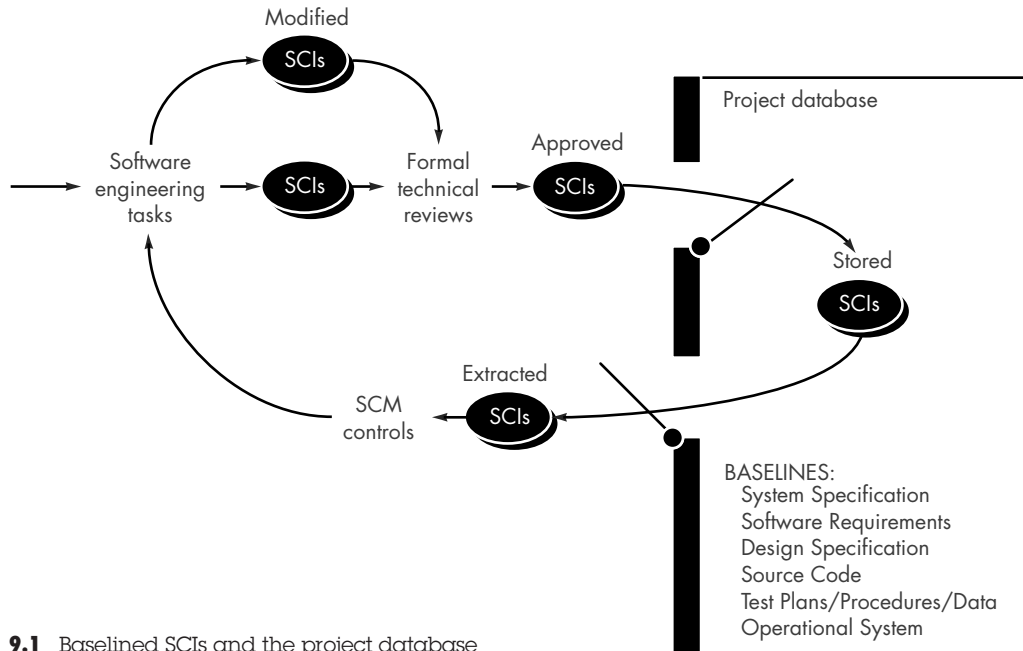 Modified
SCIs
Project database
Approved
Software
engineering
tasks
SCIs
Formal
technical
reviews
SCIs
Stored
SCIs
Extracted
SCM
controls
SCIs
BASELINES:
System Specification
Software Requirements
Design Specification
Source Code
Test Plans/Procedures/Data
Operational System
9.1 Baselined SCIs and the project database